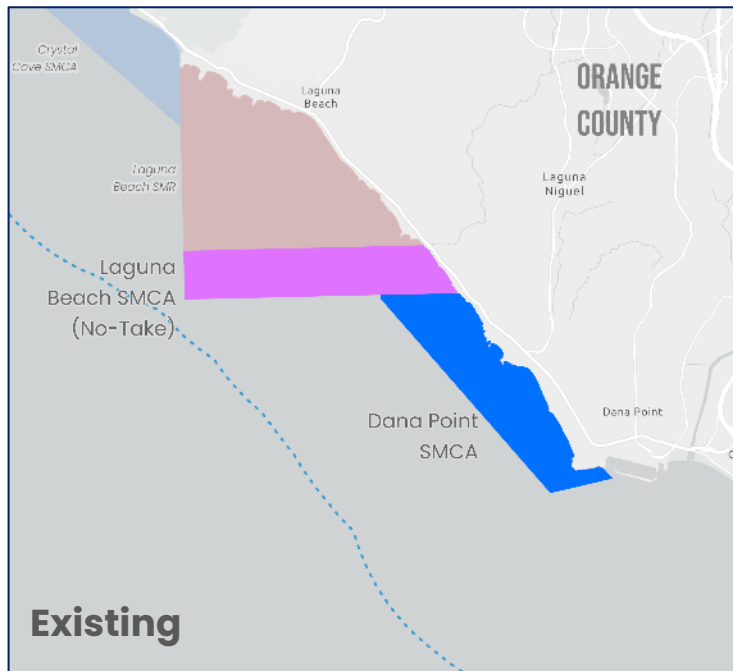 Crystal
Cove SMCA
ORANGE
COUNTY
Laguna
Beach
Laguna
Beach SMR
Laguna
Niguel
Laguna
Beach SMCA
(No-Take)
Dana Point
SMCA
Dana Point
Existing